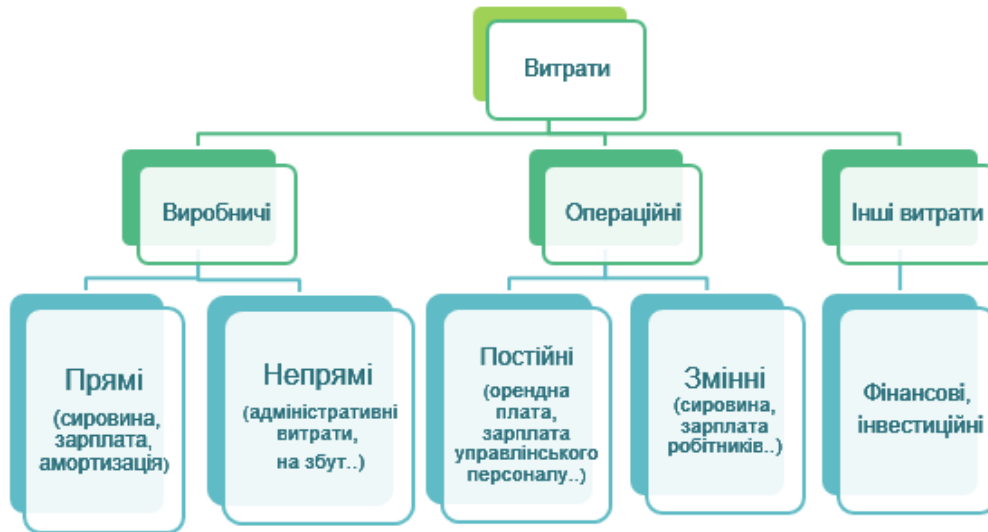 Витрати
Виробничі
Операційні
Інші витрати
Прямі
(сировина,
зарплата,
амортизація)
Непрямі
(адміністративні
витрати,
на збут..)
Постійні
(орендна
плата,
зарплата
управлінського
персоналу..)
Змінні
(сировина,
зарплата
робітників..)
Фінансові,
інвестиційні